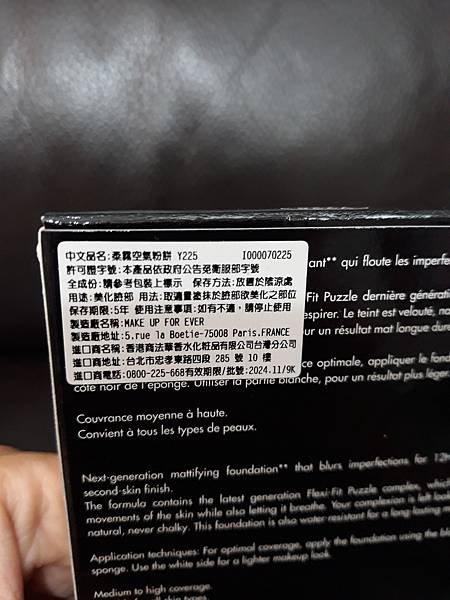 中文品名:柔霧空氣粉餅 Y225 I000070225
許可證字號:本產品依政府公告免衛服部字號
全成份:請參考包裝上標示 保存方法:放置於陰涼處
用途:美化臉部 用法:取適量塗抹於臉部欲美化之部位
保存期限:5年 使用注意事項:如有不適,請停止使用
製造廠名稱:MAKE UP FOR EVER
製造廠地址:5.rue la Boetie-75008 Paris.FRANCE
進口商名稱:香港商法華香水化粧品有限公司台灣分公司
進口商地址:台北市忠孝東路四段 285 號 10 樓
進口商電話:0800-225-668有效期限/批號:2024.11/9K
ant** qui floute les imperfe
-Fit Puzzle dernière générati
espirer. Le teint est velouté, na
ur un résultat mat longue dur
ce optimale, appliquer le fond
côté noir de l'éponge. Utiliser la partie blanche, pour un résultat plus léger.
Couvrance moyenne à haute.
Convient à tous les types de peaux.
Next-generation mattifying foundation** that blurs imperfections for 12h
second-skin finish.
The formula contains the latest generation Flexi-Fit Puzzle complex, which
movements of the skin while also letting it breathe. Your complexion is left look
natural, never chalky. This foundation is also water-resistant for a long-lasting m
Application techniques: For optimal coverage, apply the foundation using the bla
sponge. Use the white side for a lighter makeup look.
Medium to high coverage.